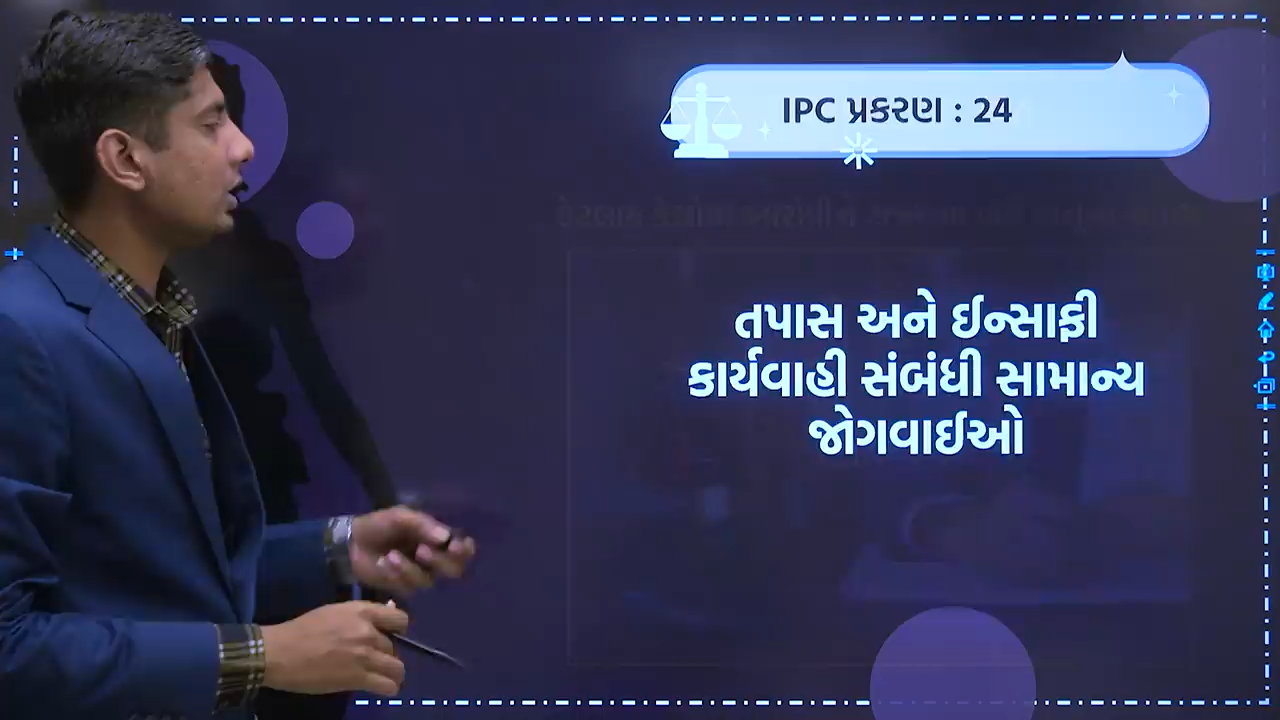 IPC પ્રકરણ : 24
તપાસ અને ઈન્સાફી
કાર્યવાહી સંબંધી સામાન્ય
જોગવાઈઓ